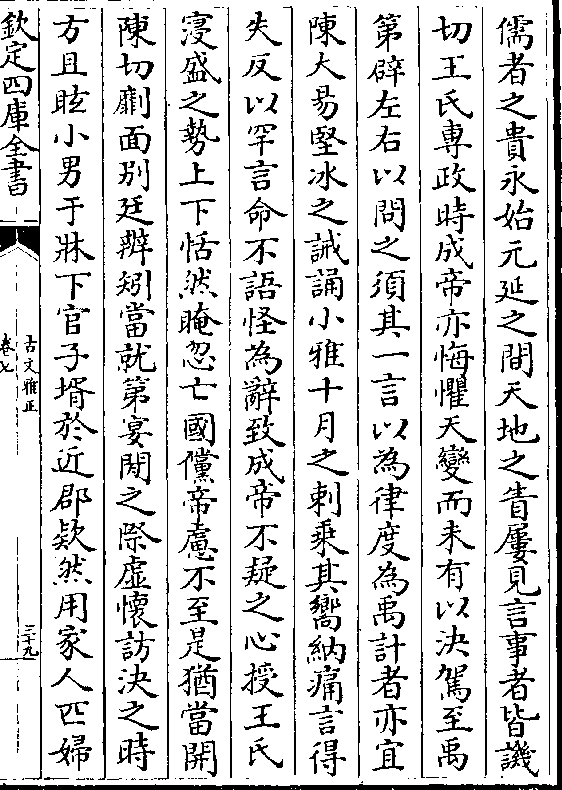 儒者之貴永始元延之間天地之眚屢見言事者皆譏
切王氏專政時成帝亦悔懼天變而未有以決駕至禹
第辟左右以問之須其一言以為律度為禹計者亦宜
陳大易堅冰之誡誦小雅十月之刺乗其嚮納痛言得
失反以罕言命不語怪為辭致成帝不疑之心授王氏
寖盛之勢上下恬然晻忽亡國儻帝慮不至是猶當開
陳切劘面别廷辨矧當就第宴閒之際虛懷訪決之時
方且眩小男于牀下官子壻於近郡欵然用家人匹婦
欽定四庫全書
古文雅正
卷七
三十九